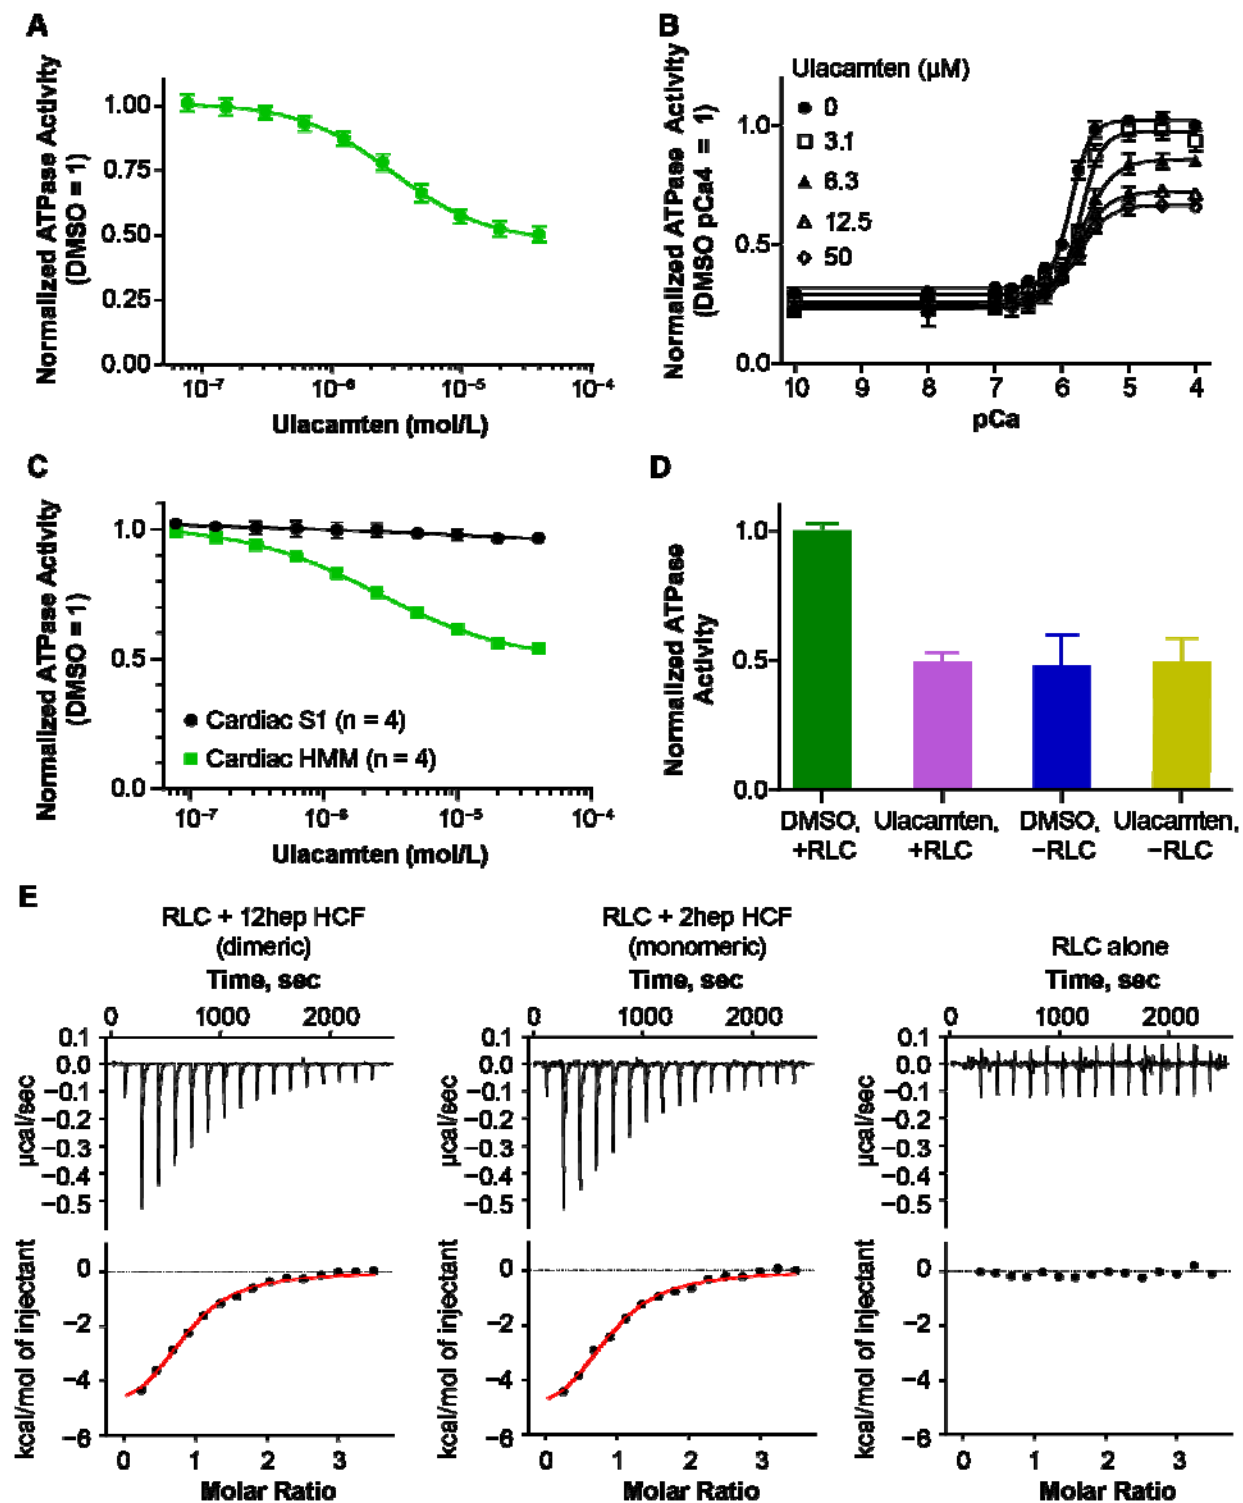 A
Normalized ATPase Activity
(DMSO = 1)
1.00
0.75
0.50
0.25
0.00
10−7
10−6
10−5
10−4
Ulacamten (mol/L)
B
Normalized ATPase Activity
(DMSO pCa4 = 1)
Ulacamten (μM)
0
3.1
6.3
12.5
50
1.0
0.5
0.0
10
9
8
7
6
5
4
pCa
C
Normalized ATPase Activity
(DMSO = 1)
1.0
0.5
0.0
Cardiac S1 (n = 4)
Cardiac HMM (n = 4)
10−7
10−6
10−5
10−4
Ulacamten (mol/L)
D
Normalized ATPase
Activity
1.0
0.5
0.0
DMSO,
+RLC
Ulacamten,
+RLC
DMSO,
−RLC
Ulacamten,
−RLC
E
RLC + 12hep HCF
(dimeric)
Time, sec
0
1000
2000
μcal/sec
0.1
0.0
−0.1
−0.2
−0.3
−0.4
−0.5
kcal/mol of injectant
0
−2
−4
−6
0
1
2
3
Molar Ratio
RLC + 2hep HCF
(monomeric)
Time, sec
0
1000
2000
μcal/sec
0.1
0.0
−0.1
−0.2
−0.3
−0.4
−0.5
kcal/mol of injectant
0
−2
−4
−6
0
1
2
3
Molar Ratio
RLC alone
Time, sec
0
1000
2000
μcal/sec
0.1
0.0
−0.1
−0.2
−0.3
−0.4
−0.5
kcal/mol of injectant
0
−2
−4
−6
0
1
2
3
Molar Ratio